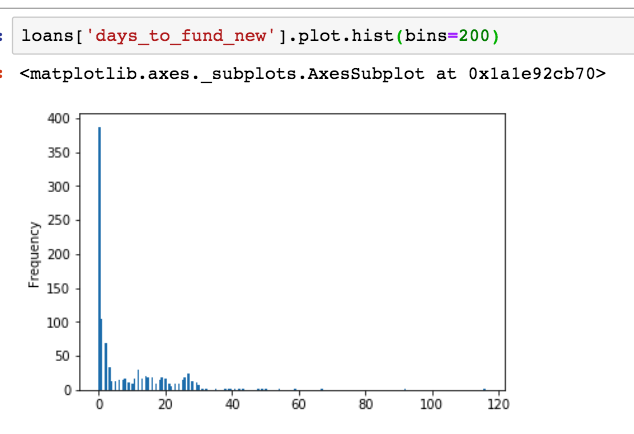 loans['days_to_fund_new'].plot.hist(bins=200)
<matplotlib.axes._subplots.AxesSubplot at 0x1a1e92cb70>
400
350
300
250
200
150
100
50
0
Frequency
0 20 40 60 80 100 120